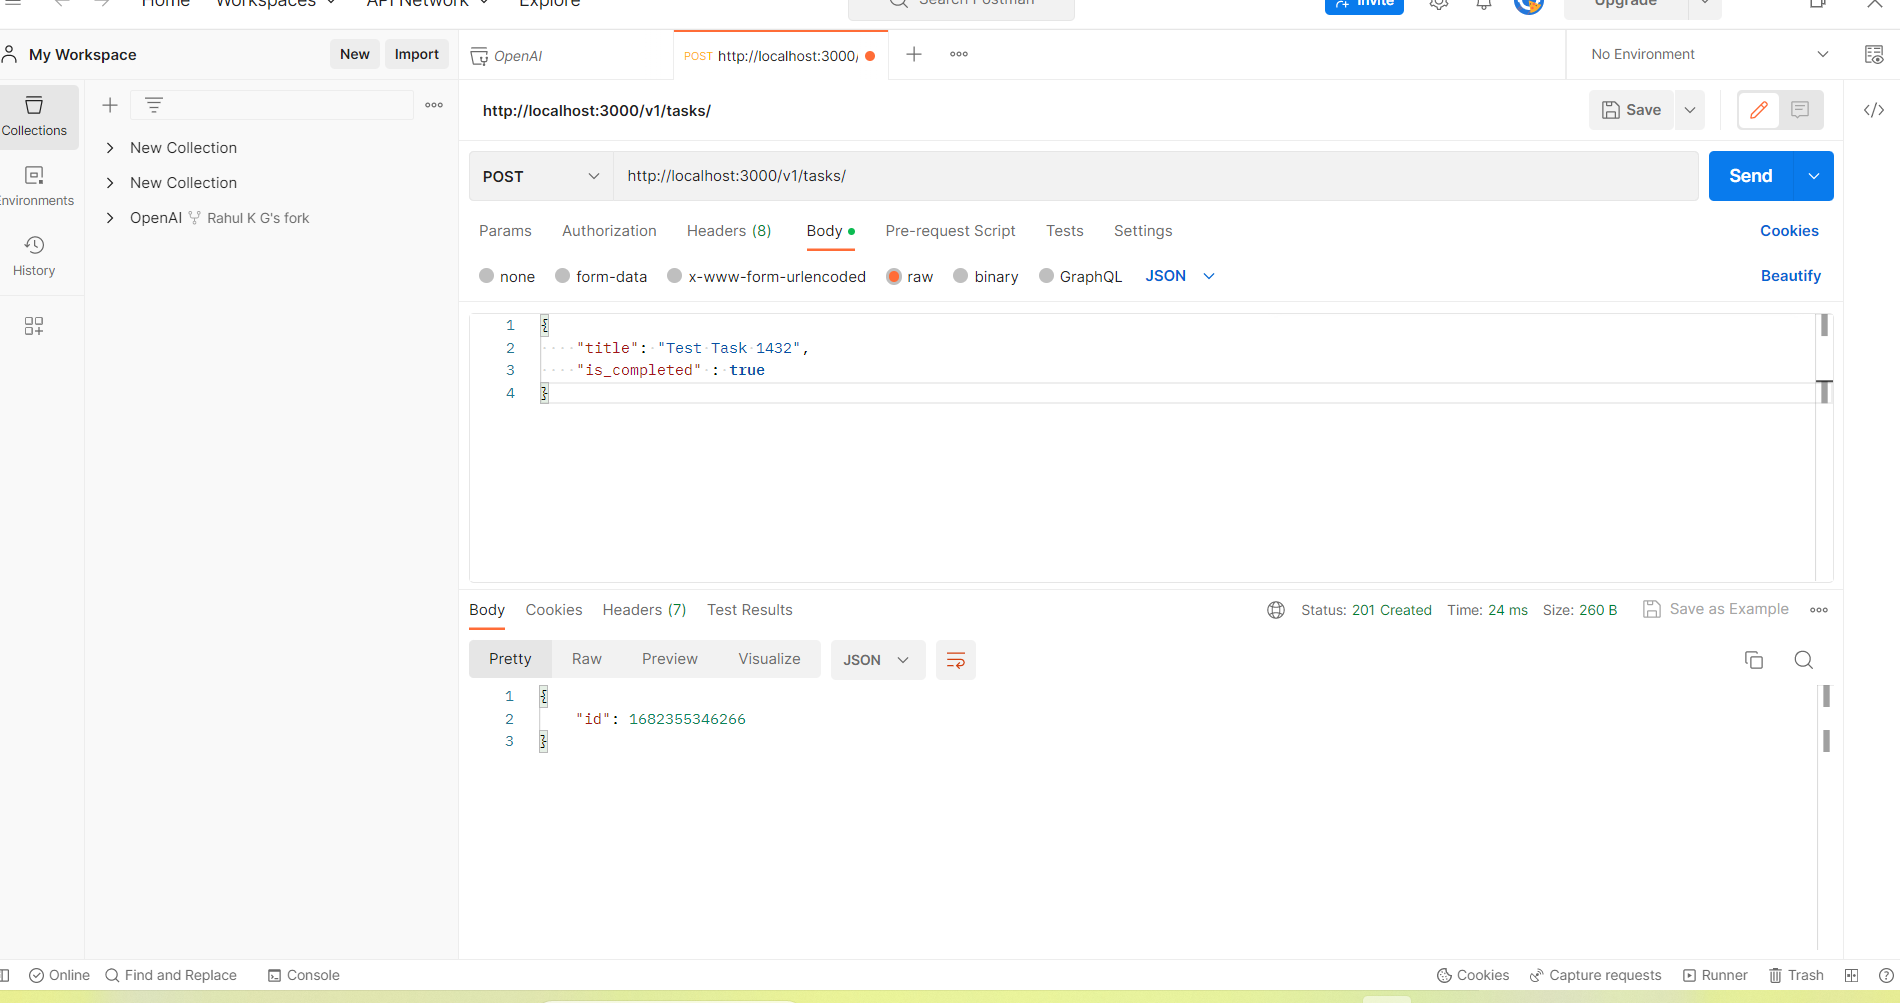 Home Workspaces API Network Explore Search Postman Invite Upgrade
My Workspace New Import OpenAI POST http://localhost:3000/ No Environment
Collections
http://localhost:3000/v1/tasks/ Save
New Collection
New Collection
OpenAI Rahul K G's fork
Environments
History
POST http://localhost:3000/v1/tasks/ Send
Params Authorization Headers (8) Body Pre-request Script Tests Settings Cookies
none form-data x-www-form-urlencoded raw binary GraphQL JSON Beautify
1 {
2 "title": "Test Task 1432",
3 "is_completed" : true
4 }
Body Cookies Headers (7) Test Results Status: 201 Created Time: 24 ms Size: 260 B Save as Example
Pretty Raw Preview Visualize JSON
1 {
2 "id": 1682355346266
3 }
Online Find and Replace Console Cookies Capture requests Runner Trash